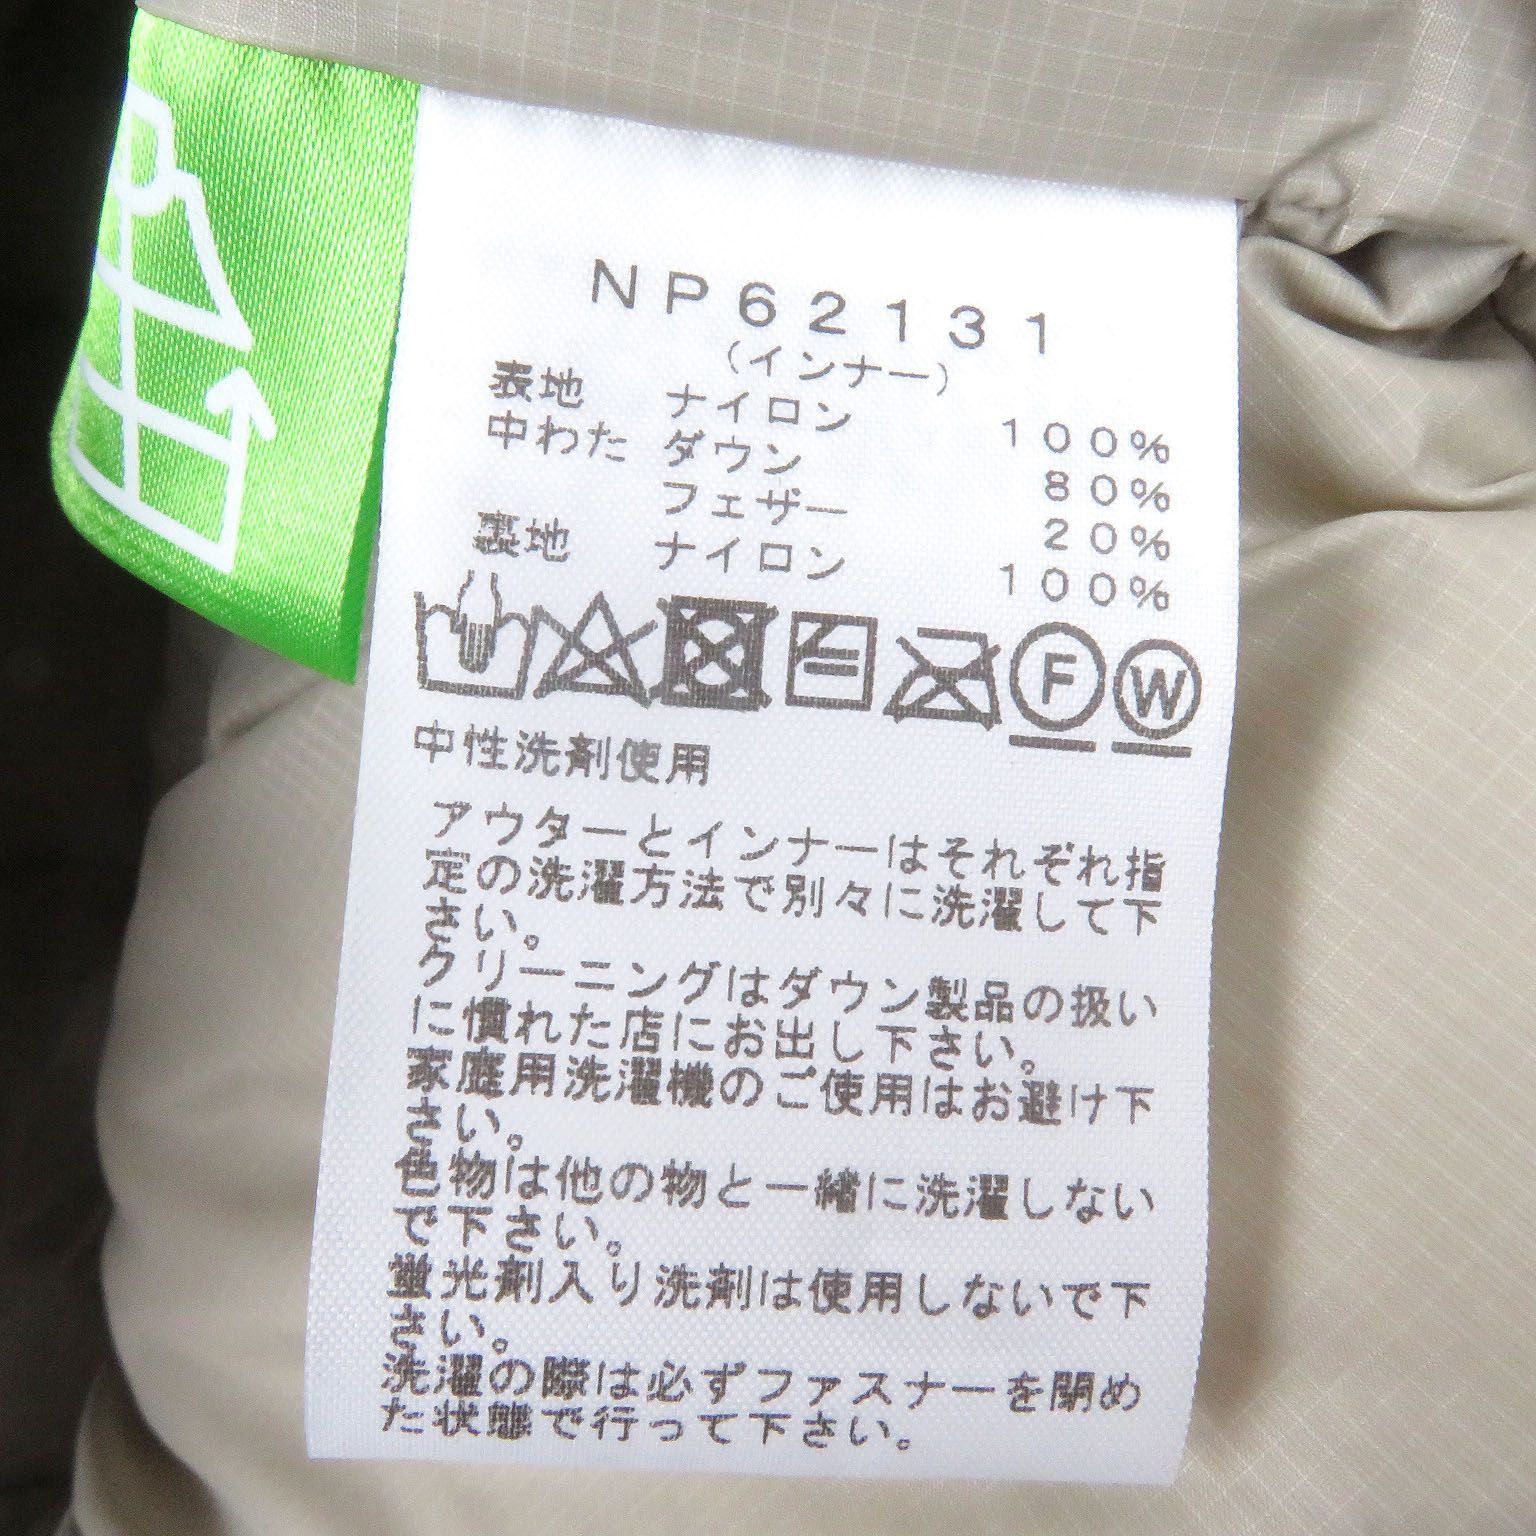 NP62131
(インナー)
表地 ナイロン 100%
中わた ダウン 80%
フェザー 20%
裏地 ナイロン 100%
F W
中性洗剤使用
アウターとインナーはそれぞれ指
定の洗濯方法で別々に洗濯して下
さい。
クリーニングはダウン製品の扱い
に慣れた店にお出し下さい。
家庭用洗濯機のご使用はお避け下
さい。
色物は他の物と一緒に洗濯しない
で下さい。
蛍光剤入り洗剤は使用しないで下
さい。
洗濯の際は必ずファスナーを閉め
た状態で行って下さい。